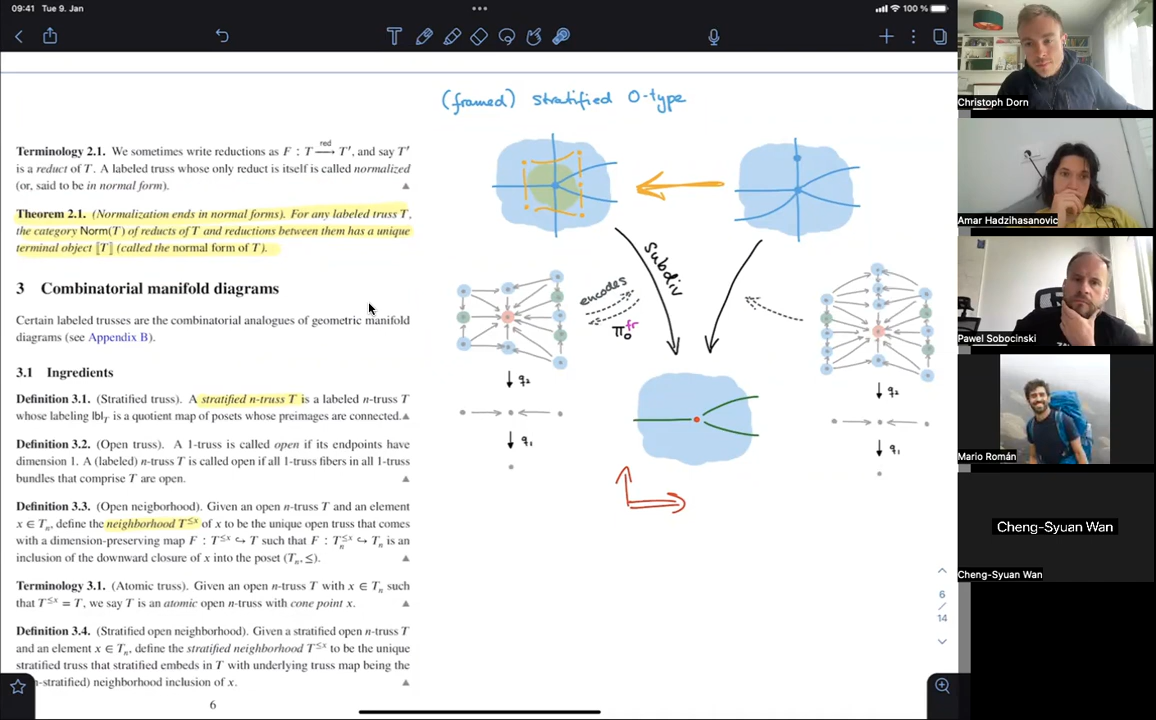 09:41 Tue 9. Jan
100 %
(framed) stratified 0-type
Terminology 2.1. We sometimes write reductions as F : T —red→ T′, and say T′
is a reduct of T. A labeled truss whose only reduct is itself is called normalized
(or, said to be in normal form). ▲
Theorem 2.1. (Normalization ends in normal forms). For any labeled truss T,
the category Norm(T) of reducts of T and reductions between them has a unique
terminal object ⟦T⟧ (called the normal form of T).
3 Combinatorial manifold diagrams
Certain labeled trusses are the combinatorial analogues of geometric manifold
diagrams (see Appendix B).
3.1 Ingredients
Definition 3.1. (Stratified truss). A stratified n-truss T is a labeled n-truss T
whose labeling lbl_T is a quotient map of posets whose preimages are connected.▲
Definition 3.2. (Open truss). A 1-truss is called open if its endpoints have
dimension 1. A (labeled) n-truss T is called open if all 1-truss fibers in all 1-truss
bundles that comprise T are open. ▲
Definition 3.3. (Open neigborhood). Given an open n-truss T and an element
x ∈ T_n, define the neighborhood T^≤x of x to be the unique open truss that comes
with a dimension-preserving map F : T^≤x ↪ T such that F : T_n^≤x ↪ T_n is an
inclusion of the downward closure of x into the poset (T_n, ≤). ▲
Terminology 3.1. (Atomic truss). Given an open n-truss T with x ∈ T_n such
that T^≤x = T, we say T is an atomic open n-truss with cone point x. ▲
Definition 3.4. (Stratified open neighborhood). Given a stratified open n-truss T
and an element x ∈ T_n, define the stratified neighborhood T^≤x to be the unique
stratified truss that stratified embeds in T with underlying truss map being the
-stratified) neighborhood inclusion of x. ▲
6
subdiv
encodes
π₀^fr
q₂
q₁
q₂
q₁
6
/
14
Christoph Dorn
Amar Hadzihasanovic
Pawel Sobocinski
Mario Román
Cheng-Syuan Wan
Cheng-Syuan Wan